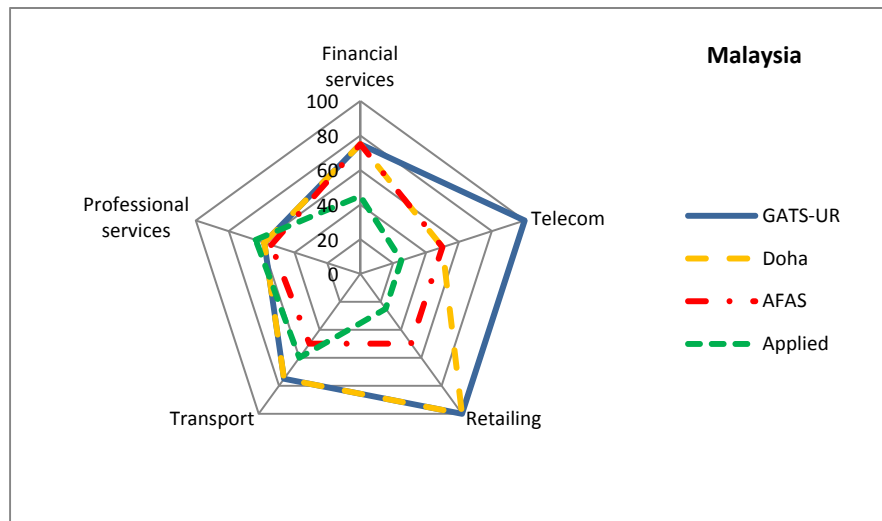 Malaysia
Financial
services
100
80
60
40
20
0
Telecom
Retailing
Transport
Professional
services
GATS-UR
Doha
AFAS
Applied